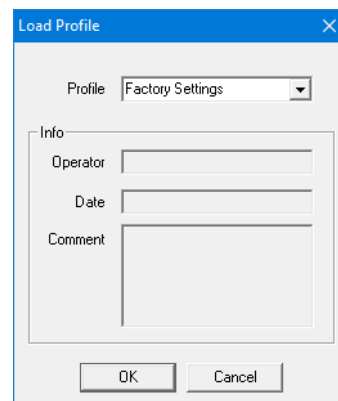 Load Profile
Profile Factory Settings
Info
Operator
Date
Comment
OK Cancel